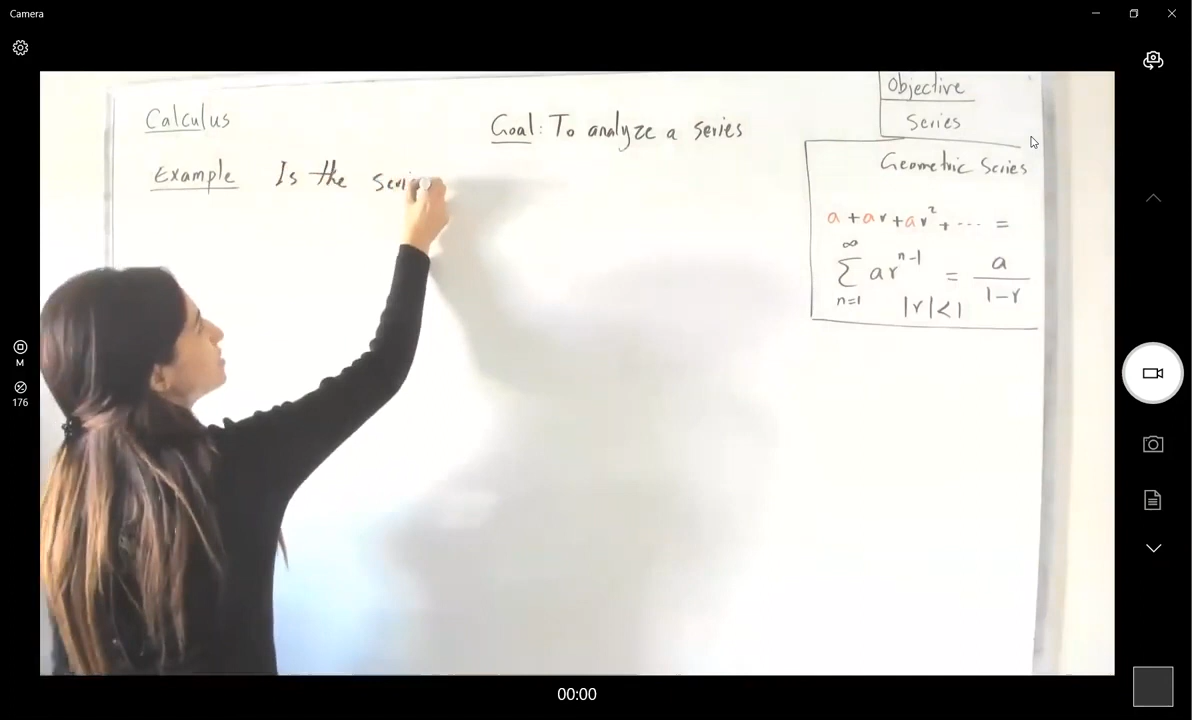 Camera
Calculus
Goal: To analyze a series
Objective
Series
Example Is the
Geometric Series
a + ar + ar² + ... =
∞
∑ ar^{n-1} = a/(1-r)
n=1 |r|<1
M
176
00:00